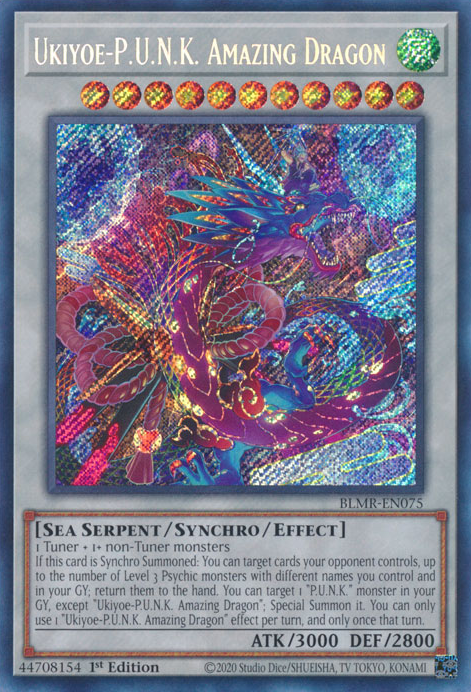 UKIYOE-P.U.N.K. AMAZING DRAGON
BLMR-EN075
[SEA SERPENT/SYNCHRO/EFFECT]
1 Tuner + 1+ non-Tuner monsters
If this card is Synchro Summoned: You can target cards your opponent controls, up
to the number of Level 3 Psychic monsters with different names you control and
in your GY; return them to the hand. You can target 1 "P.U.N.K." monster in your
GY, except "Ukiyoe-P.U.N.K. Amazing Dragon"; Special Summon it. You can only
use 1 "Ukiyoe-P.U.N.K. Amazing Dragon" effect per turn, and only once that turn.
ATK/3000 DEF/2800
44708154 1st Edition ©2020 Studio Dice/SHUEISHA, TV TOKYO, KONAMI